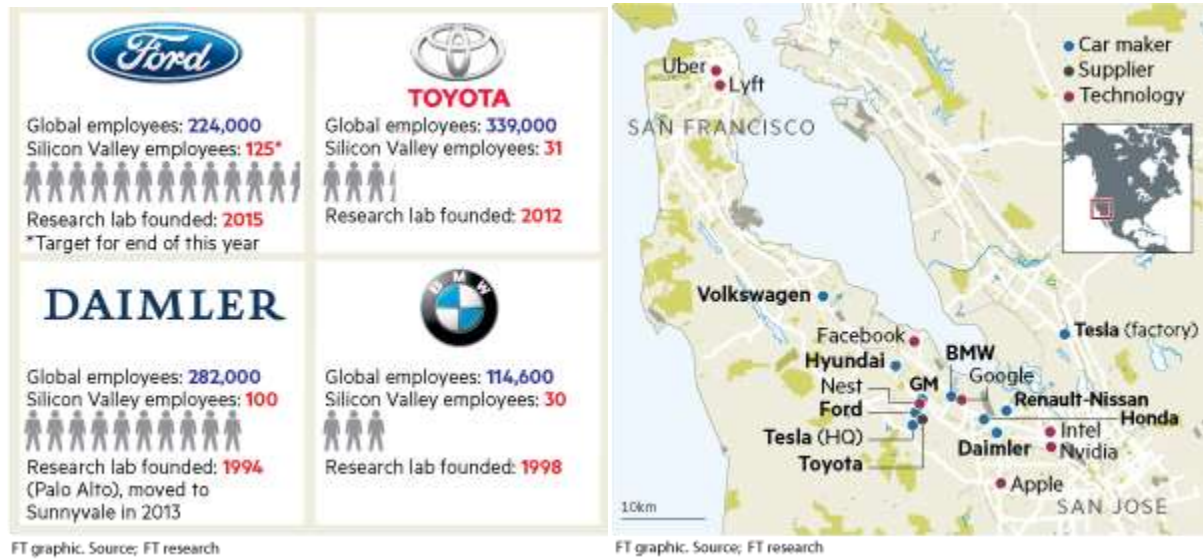 Ford
Global employees: 224,000
Silicon Valley employees: 125*
Research lab founded: 2015
*Target for end of this year
TOYOTA
Global employees: 339,000
Silicon Valley employees: 31
Research lab founded: 2012
DAIMLER
Global employees: 282,000
Silicon Valley employees: 100
Research lab founded: 1994
(Palo Alto), moved to
Sunnyvale in 2013
BMW
Global employees: 114,600
Silicon Valley employees: 30
Research lab founded: 1998
FT graphic. Source; FT research
Car maker
Supplier
Technology
Uber
Lyft
SAN FRANCISCO
Volkswagen
Tesla (factory)
Facebook
Hyundai
BMW
Google
Nest
GM
Renault-Nissan
Ford
Honda
Tesla (HQ)
Intel
Daimler
Nvidia
Toyota
Apple
SAN JOSE
10km
FT graphic. Source; FT research